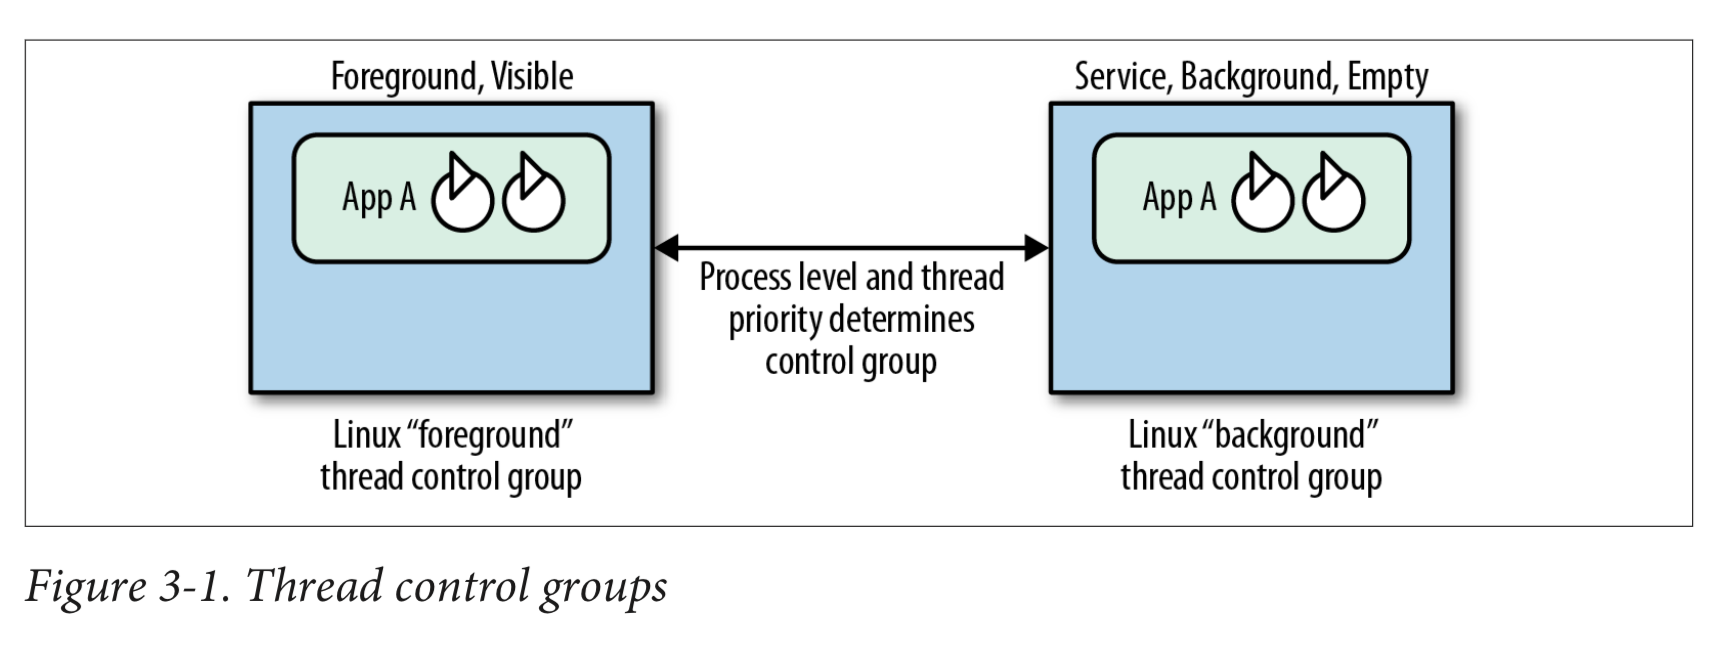 Foreground, Visible
Service, Background, Empty
App A
App A
Process level and thread
priority determines
control group
Linux “foreground”
thread control group
Linux “background”
thread control group
Figure 3-1. Thread control groups